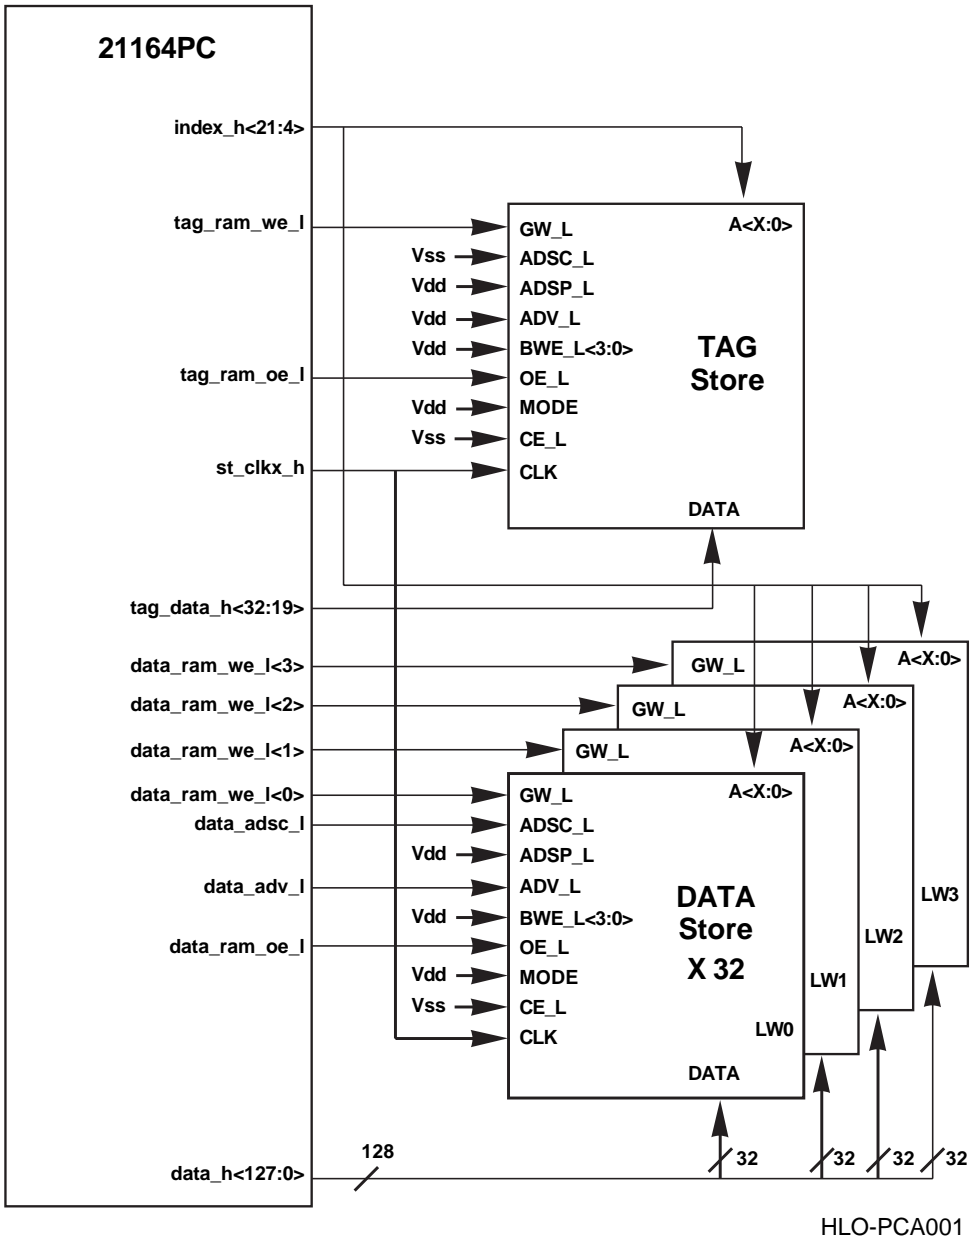 21164PC
index_h<21:4>
tag_ram_we_l
GW_L
A<X:0>
Vss
ADSC_L
Vdd
ADSP_L
Vdd
ADV_L
Vdd
BWE_L<3:0>
TAG
Store
tag_ram_oe_l
OE_L
Vdd
MODE
Vss
CE_L
st_clkx_h
CLK
DATA
tag_data_h<32:19>
data_ram_we_l<3>
GW_L
A<X:0>
data_ram_we_l<2>
GW_L
A<X:0>
data_ram_we_l<1>
GW_L
A<X:0>
data_ram_we_l<0>
GW_L
A<X:0>
data_adsc_l
ADSC_L
Vdd
ADSP_L
data_adv_l
ADV_L
Vdd
BWE_L<3:0>
DATA
Store
X 32
data_ram_oe_l
OE_L
Vdd
MODE
Vss
CE_L
CLK
LW3
LW2
LW1
LW0
DATA
data_h<127:0>
128
32
32
32
32
HLO-PCA001